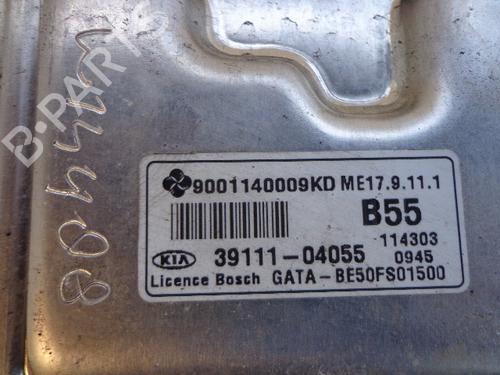 B-PARTS
9001140009KD ME17.9.11.1
B55
114303
KIA 39111-04055 0945
Licence Bosch GATA-BE50FS01500